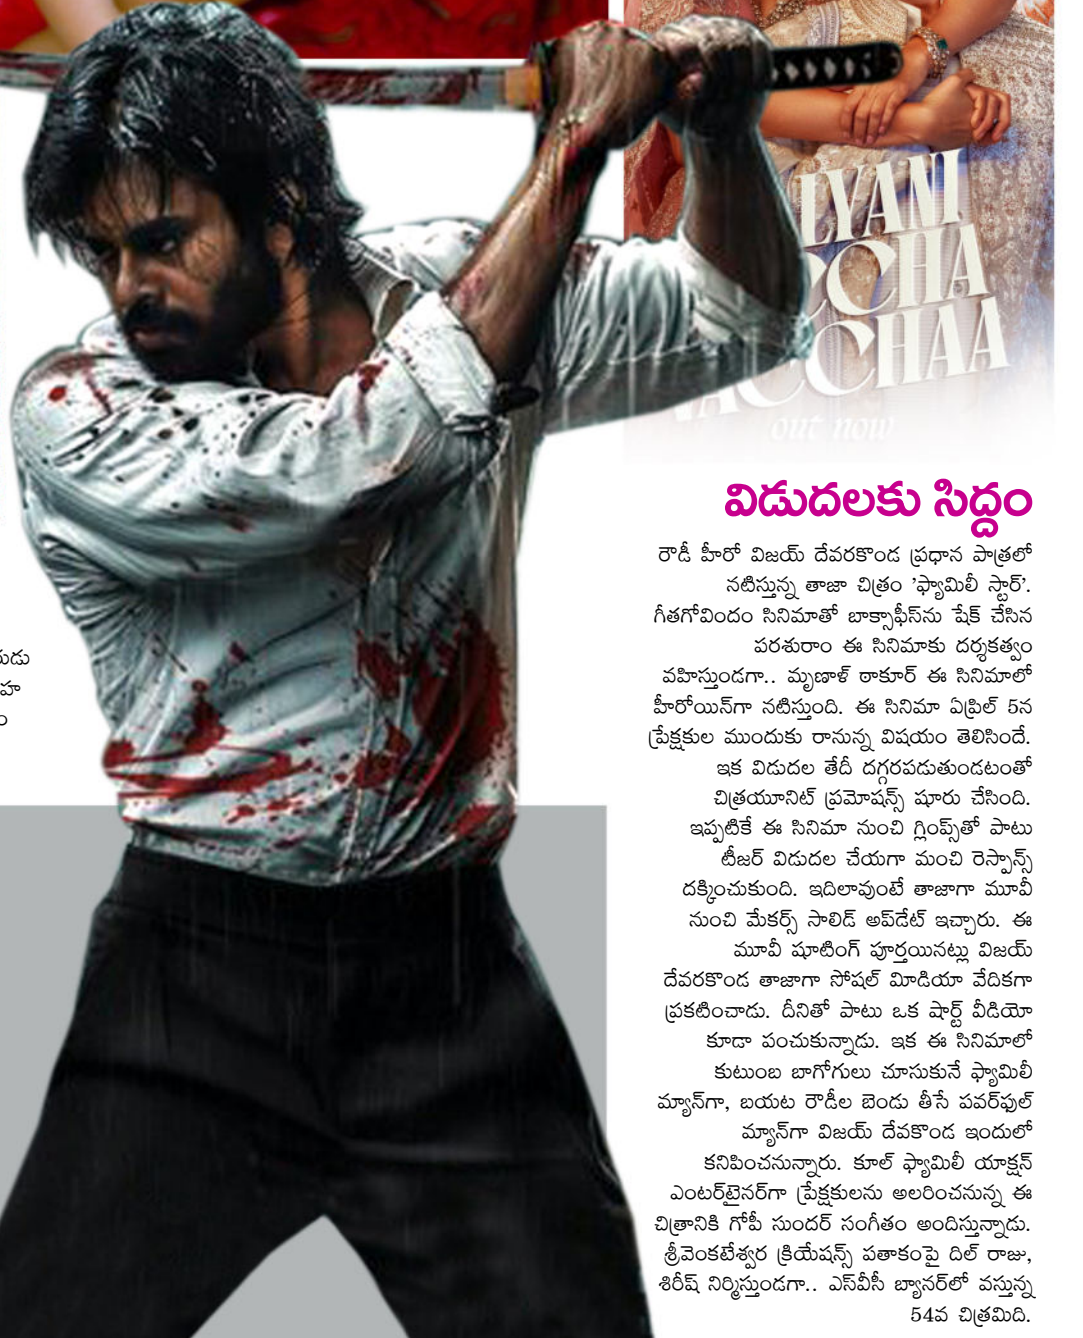 LYANI
CCHA
VACCHAA
out now
విడుదలకు సిద్దం
రౌడీ హీరో విజయ్ దేవరకొండ ప్రధాన పాత్రలో
నటిస్తున్న తాజా చిత్రం 'ఫ్యామిలీ స్టార్'.
గీతగోవిందం సినిమాతో బాక్సాఫీస్‌ను షేక్ చేసిన
పరశురాం ఈ సినిమాకు దర్శకత్వం
వహిస్తుండగా.. మృణాళ్ ఠాకూర్ ఈ సినిమాలో
హీరోయిన్‌గా నటిస్తుంది. ఈ సినిమా ఏప్రిల్ 5న
ప్రేక్షకుల ముందుకు రానున్న విషయం తెలిసిందే.
ఇక విడుదల తేదీ దగ్గరపడుతుండటంతో
చిత్రయూనిట్ ప్రమోషన్స్ షూరు చేసింది.
ఇప్పటికే ఈ సినిమా నుంచి గ్లింప్స్‌తో పాటు
టీజర్ విడుదల చేయగా మంచి రెస్పాన్స్
దక్కించుకుంది. ఇదిలావుంటే తాజాగా మూవీ
నుంచి మేకర్స్ సాలిడ్ అప్‌డేట్ ఇచ్చారు. ఈ
మూవీ షూటింగ్ పూర్తయినట్లు విజయ్
దేవరకొండ తాజాగా సోషల్ మీడియా వేదికగా
ప్రకటించాడు. దీనితో పాటు ఒక షార్ట్ వీడియో
కూడా పంచుకున్నాడు. ఇక ఈ సినిమాలో
కుటుంబ బాగోగులు చూసుకునే ఫ్యామిలీ
మ్యాన్‌గా, బయట రౌడీల బెండు తీసే పవర్‌ఫుల్
మ్యాన్‌గా విజయ్ దేవకొండ ఇందులో
కనిపించనున్నారు. కూల్ ఫ్యామిలీ యాక్షన్
ఎంటర్‌టైనర్‌గా ప్రేక్షకులను అలరించనున్న ఈ
చిత్రానికి గోపీ సుందర్ సంగీతం అందిస్తున్నాడు.
శ్రీవెంకటేశ్వర క్రియేషన్స్ పతాకంపై దిల్ రాజు,
శిరీష్ నిర్మిస్తుండగా.. ఎస్‌వీసీ బ్యానర్‌లో వస్తున్న
54వ చిత్రమిది.